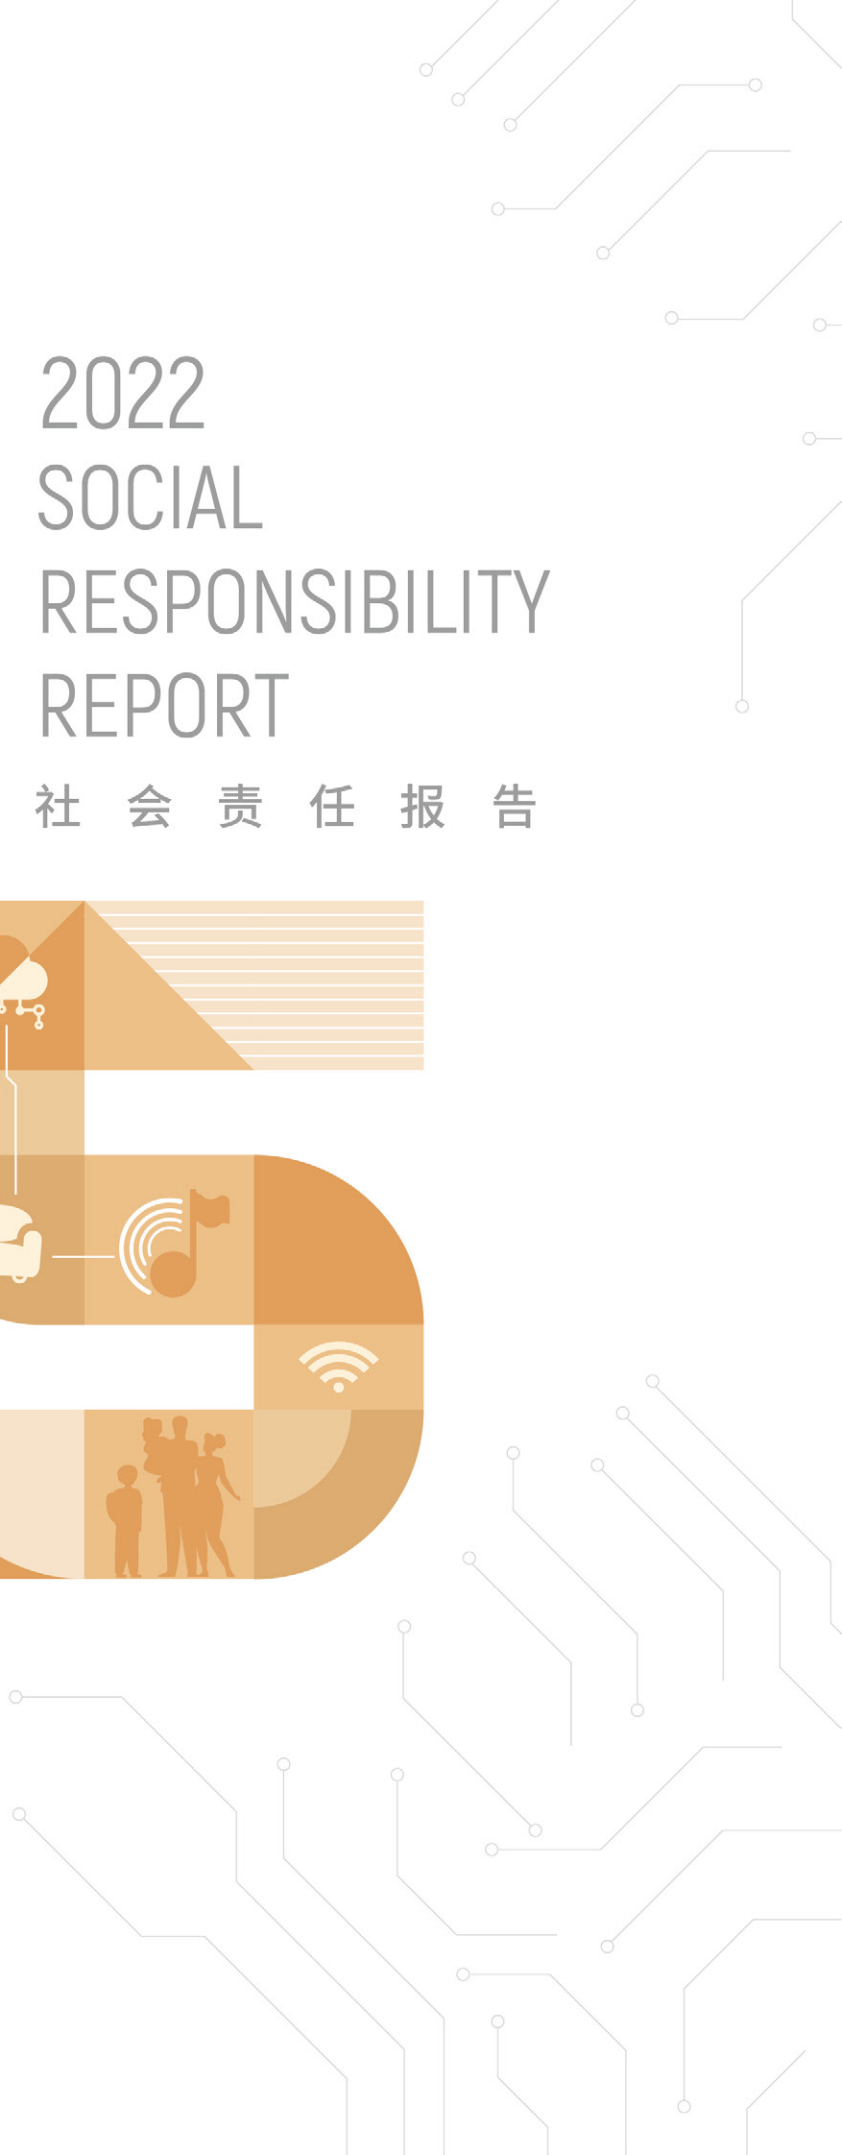 2022
SOCIAL
RESPONSIBILITY
REPORT
社会责任报告